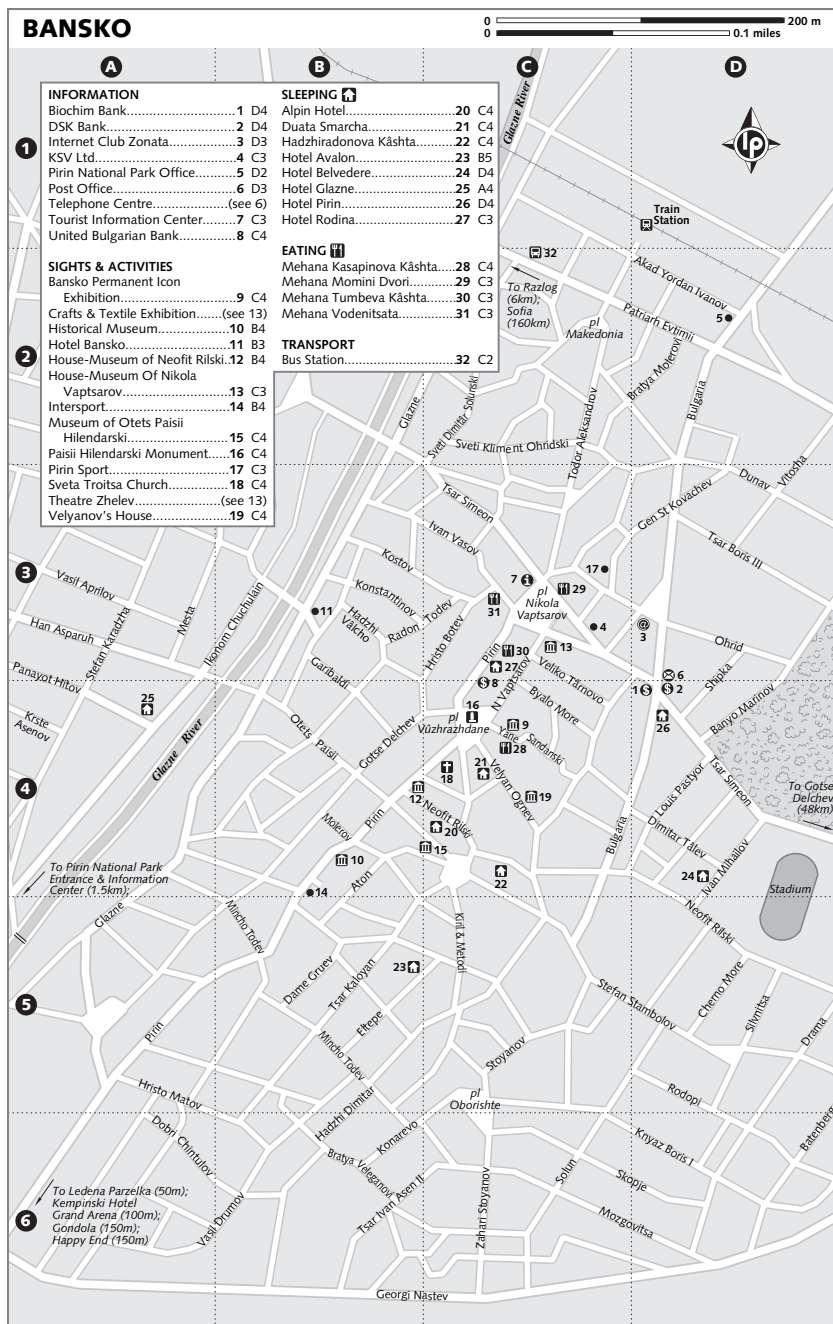 BANSKO
0 200 m
0 0.1 miles
A
B
C
D
INFORMATION
Biochim Bank 1 D4
DSK Bank 2 D4
Internet Club Zonata 3 D3
KSV Ltd 4 C3
Pirin National Park Office 5 D2
Post Office 6 D3
Telephone Centre (see 6)
Tourist Information Center 7 C3
United Bulgarian Bank 8 C4
SIGHTS & ACTIVITIES
Bansko Permanent Icon
Exhibition 9 C4
Crafts & Textile Exhibition (see 13)
Historical Museum 10 B4
Hotel Bansko 11 B3
House-Museum of Neofit Rilski 12 B4
House-Museum Of Nikola
Vaptsarov 13 C3
Intersport 14 B4
Museum of Otets Paisii
Hilendarski 15 C4
Paisii Hilendarski Monument 16 C4
Pirin Sport 17 C3
Sveta Troitsa Church 18 C4
Theatre Zhelev (see 13)
Velyanov's House 19 C4
SLEEPING
Alpin Hotel 20 C4
Duata Smarcha 21 C4
Hadzhiradonova Kâshta 22 C4
Hotel Avalon 23 B5
Hotel Belvedere 24 D4
Hotel Glazne 25 A4
Hotel Pirin 26 D4
Hotel Rodina 27 C3
EATING
Mehana Kasapinova Kâshta 28 C4
Mehana Momini Dvori 29 C3
Mehana Tumbeva Kâshta 30 C3
Mehana Vodenitsata 31 C3
TRANSPORT
Bus Station 32 C2
1
2
3
4
5
6
Glazne River
lp
Train
Station
32
To Razlog
(6km);
Sofia
(160km)
Akad Yordan Ivanov
5
Patriarh Evtimii
pl
Makedonia
Bratya Molerovi
Bulgaria
Glazne
Sveti Dimitâr Solunski
Sveti Kliment Ohridski
Todor Aleksandrov
Tsar Simeon
Gen St Kovachev
Dunav
Vitosha
Tsar Boris III
Ivan Vasov
Kostov
Konstantinov
Hadzhi
Vâlcho
Radon Todev
Hristo Botev
7
17
pl
Nikola
Vaptsarov
29
31
4
@
3
Ohrid
Vasil Aprilov
Han Asparuh
Stefan Karadzha
Mesta
Ikonom Chuchulain
11
Panayot Hitov
Garibaldi
Pirin
30
27
13
Veliko Târnovo
8
N Vaptsarov
Byalo More
1
6
2
Shipka
Banyo Marinov
26
25
Krste
Asenov
Glazne River
Otets Paisii
Gotse Delchev
16
pl
Vûzhrazhdane
9
Yane Sandanski
28
18
21
Velyan Ognev
19
12
Neofit Rilski
20
15
Pirin
Molerov
10
Aton
14
22
Bulgaria
Louis Pastyor
Tsar Simeon
To Gotse
Delchev
(48km)
Dimitar Talev
24
Ivan Mihailov
Stadium
Neofit Rilski
To Pirin National Park
Entrance & Information
Center (1.5km);
Glazne
Mincho Todev
Kiril & Metodi
Dame Gruev
Tsar Kaloyan
23
Eltepe
Mincho Todev
Stefan Stambolov
Cherno More
Silvnitsa
Drama
Pirin
Stoyanov
Hristo Matov
Hadzhi Dimitar
pl
Oborishte
Rodopi
Batenberg
Dobri Chintulov
Konarevo
Knyaz Boris I
Bratya Veleganovi
Skopje
Solun
To Ledena Parzelka (50m);
Kempinski Hotel
Grand Arena (100m);
Gondola (150m);
Happy End (150m)
Vasil Drumov
Tsar Ivan Asen II
Zahari Stoyanov
Mozgovitsa
Georgi Nastev